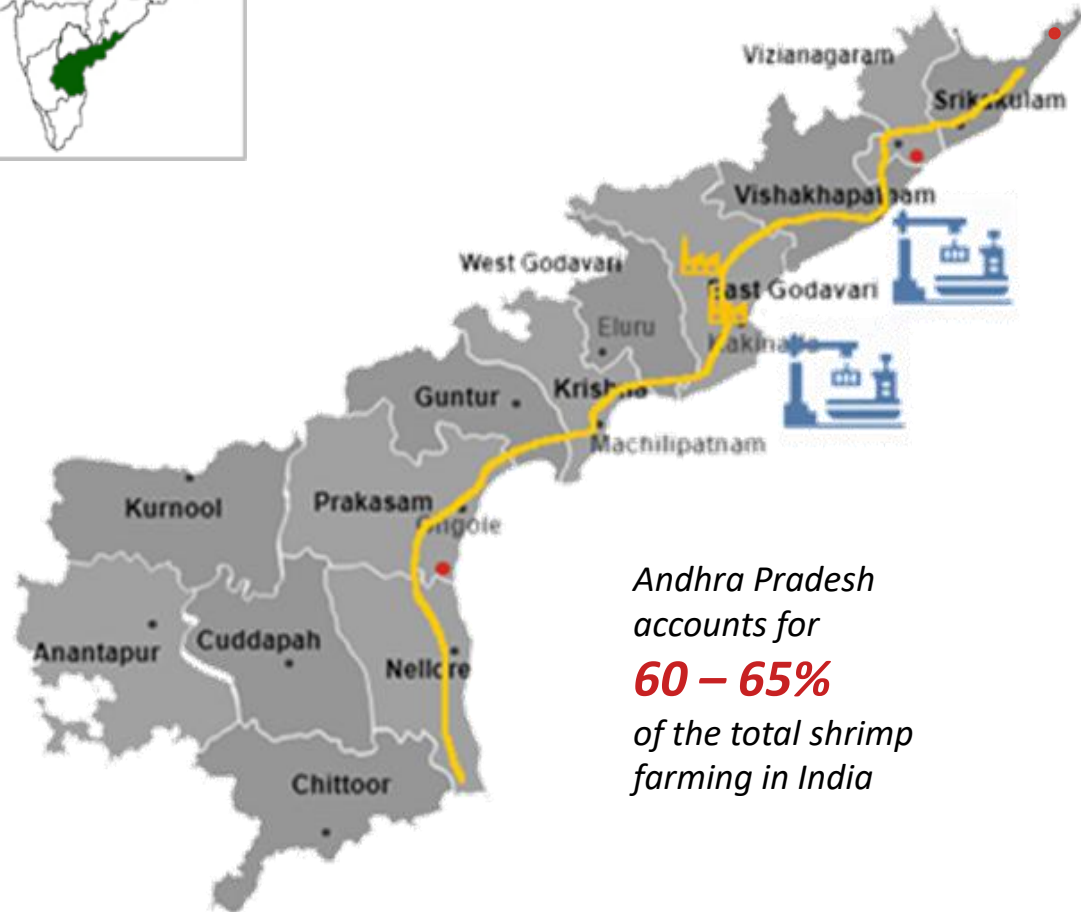 Vizianagaram
Srikakulam
Vishakhapatnam
West Godavari
East Godavari
Eluru
Kakinada
Guntur
Krishna
Machilipatnam
Kurnool
Prakasam
Ongole
Anantapur
Cuddapah
Nellore
Chittoor
Andhra Pradesh
accounts for
60 – 65%
of the total shrimp
farming in India